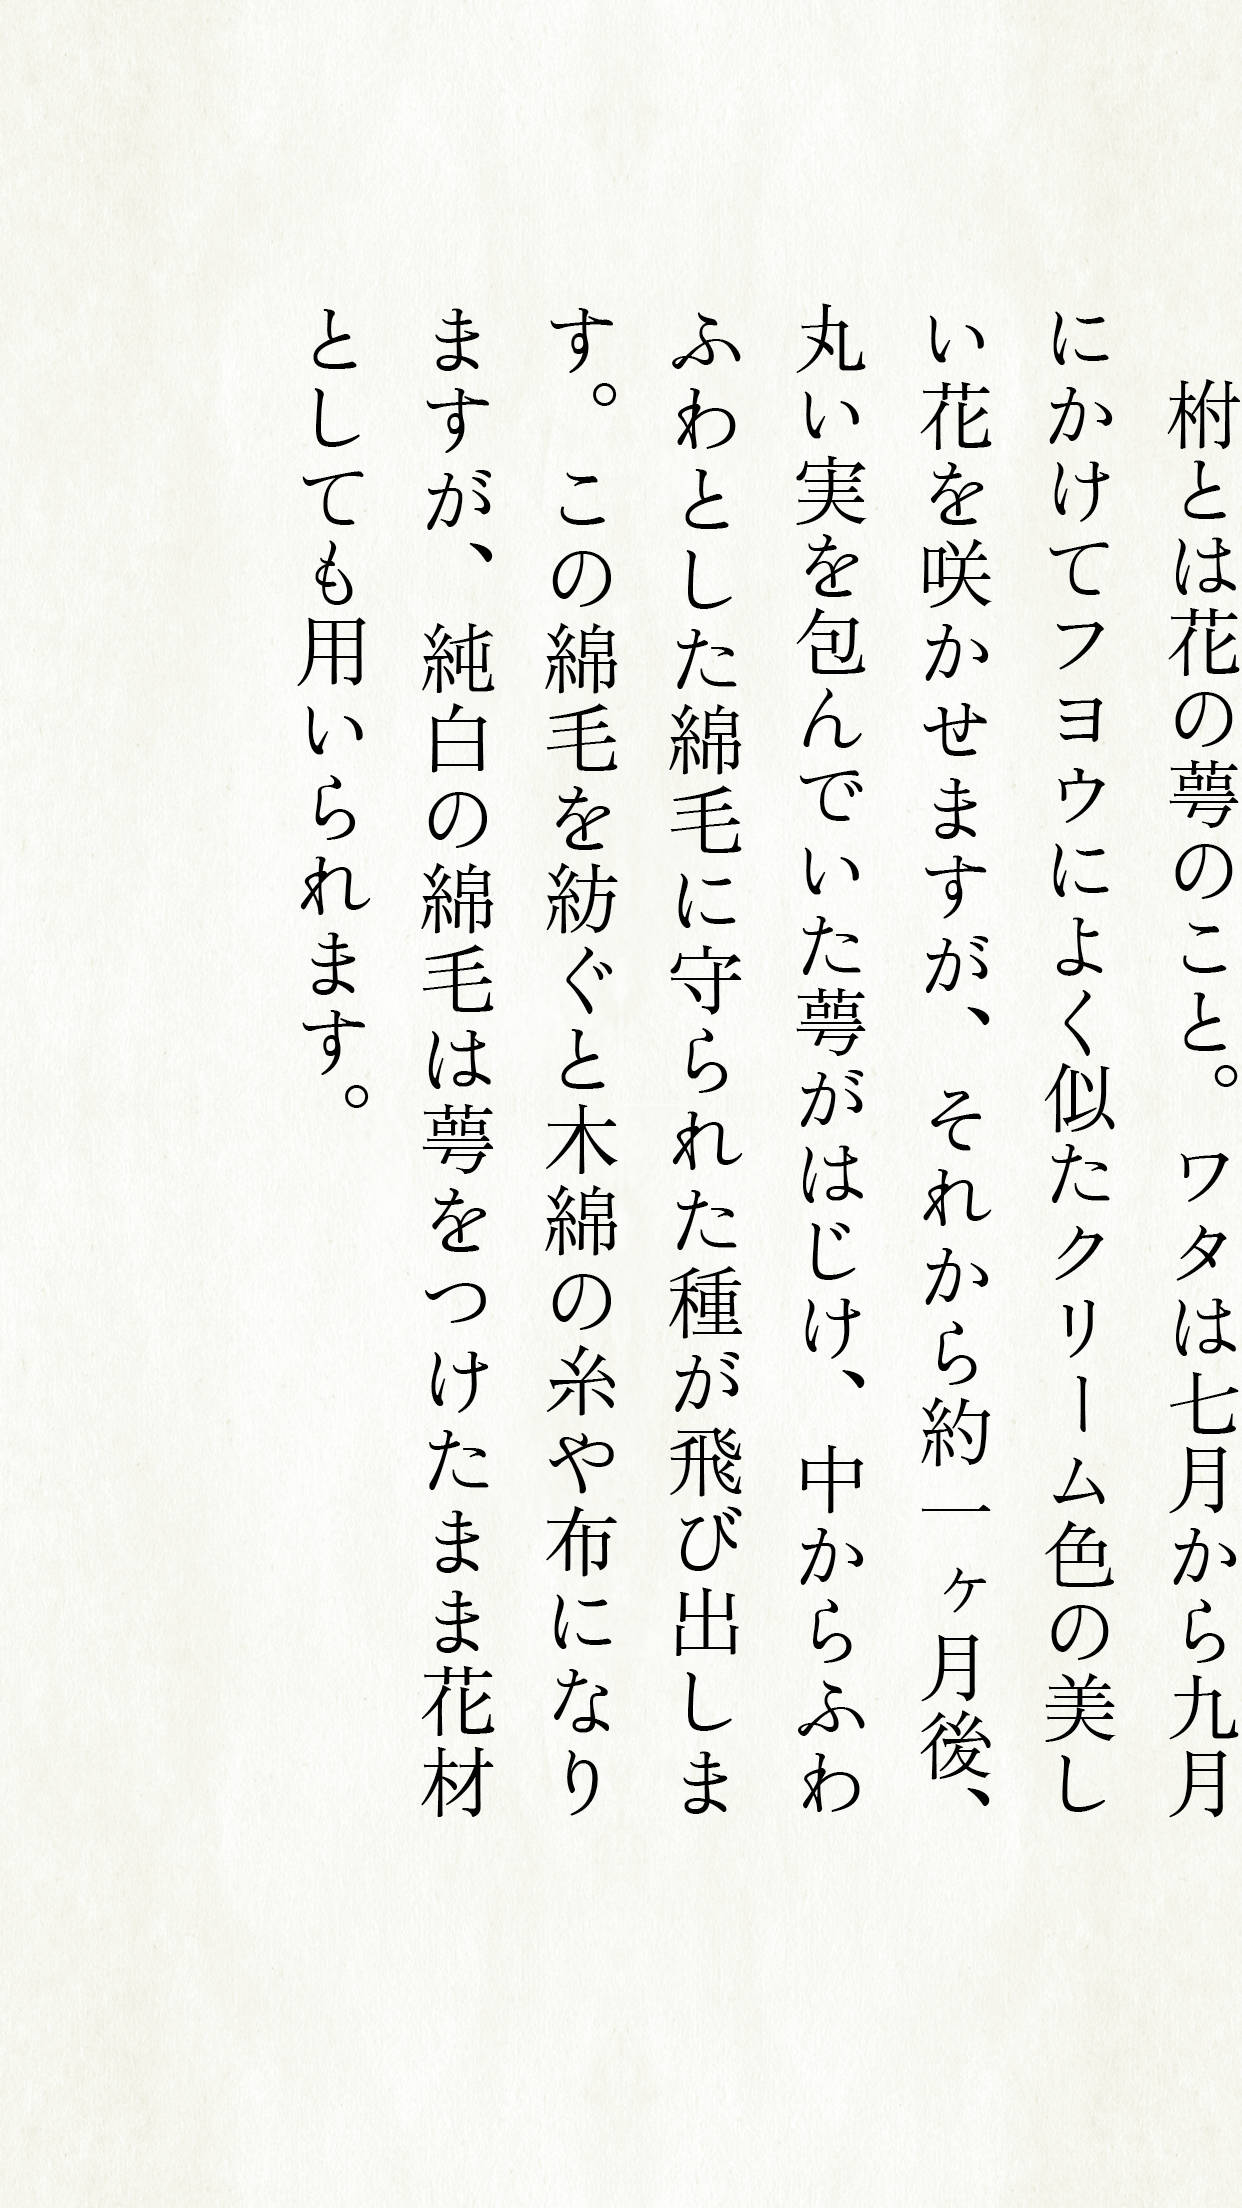 柎とは花の萼のこと。ワタは七月から九月
にかけてフヨウによく似たクリーム色の美し
い花を咲かせますが、それから約一ヶ月後、
丸い実を包んでいた萼がはじけ、中からふわ
ふわとした綿毛に守られた種が飛び出しま
す。この綿毛を紡ぐと木綿の糸や布になり
ますが、純白の綿毛は萼をつけたまま花材
としても用いられます。